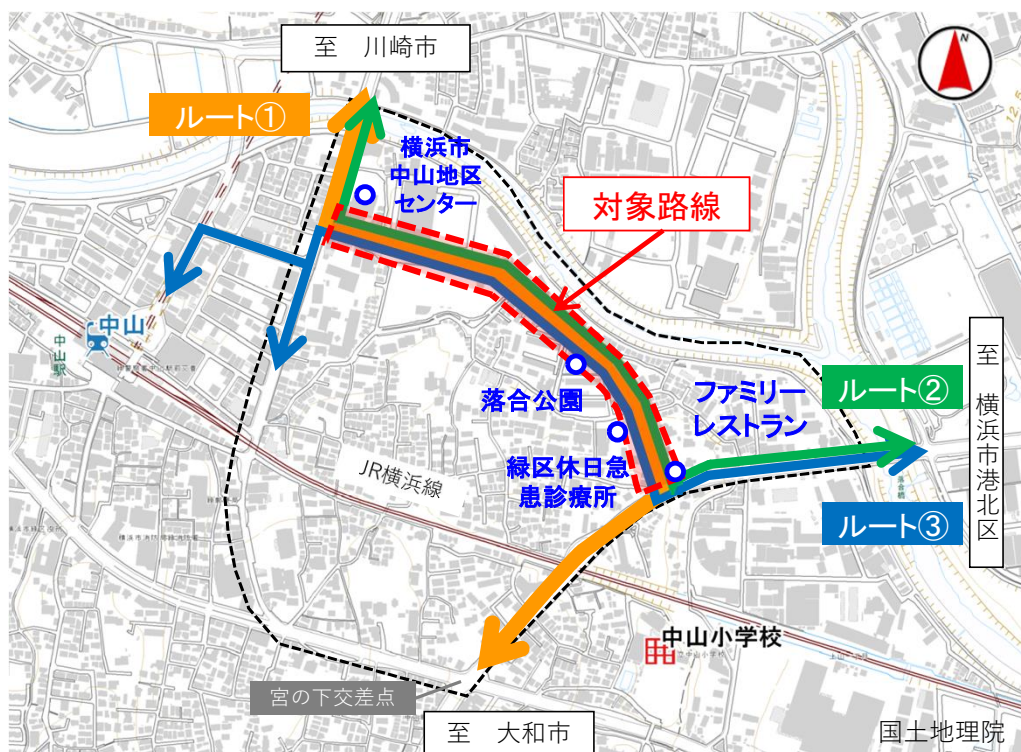 至 川崎市
N
ルート①
横浜市
中山地区
センター
対象路線
中山
落合公園
ファミリー
レストラン
ルート②
至 横浜市港北区
JR横浜線
緑区休日急
患診療所
ルート③
落合橋
中山小学校
宮の下交差点
至 大和市
国土地理院